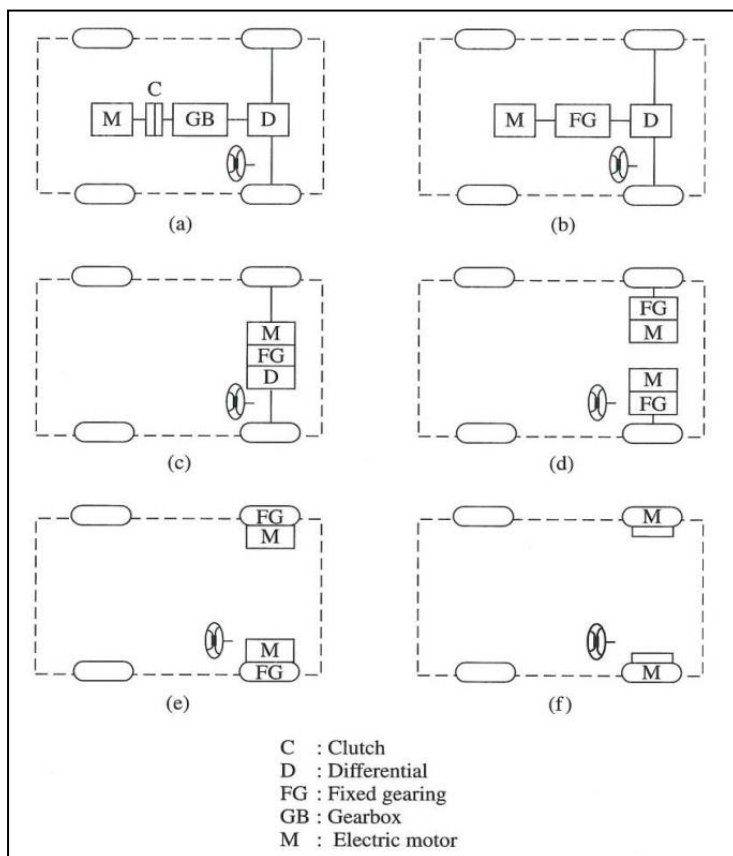 C
M GB D
(a)
M FG D
(b)
M
FG
D
(c)
FG
M
M
FG
(d)
FG
M
M
FG
(e)
M
M
(f)
C : Clutch
D : Differential
FG : Fixed gearing
GB : Gearbox
M : Electric motor